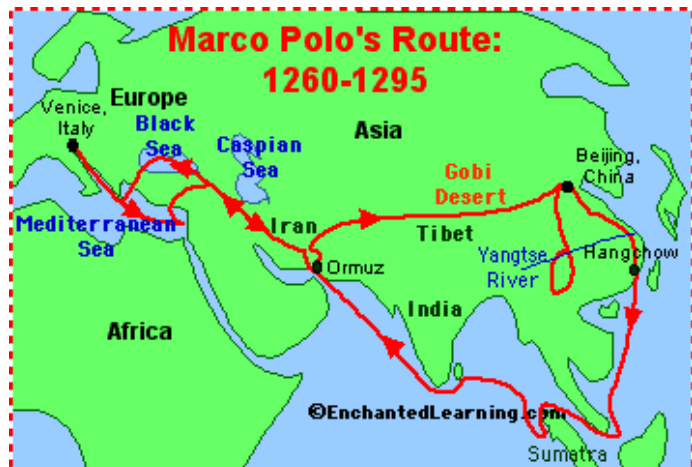 Marco Polo's Route:
1260-1295
Europe
Venice,
Italy
Black
Sea
Caspian
Sea
Asia
Gobi
Desert
Beijing,
China
Mediterranean
Sea
Iran
Tibet
Yangtse
River
Hangchow
Ormuz
India
Africa
©EnchantedLearning.com
Sumatra